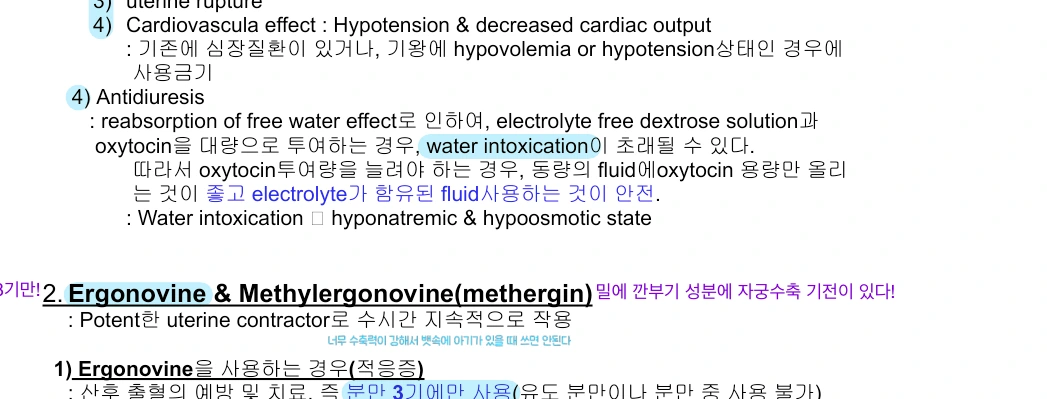 3) uterine rupture
4) Cardiovascula effect : Hypotension & decreased cardiac output
: 기존에 심장질환이 있거나, 기왕에 hypovolemia or hypotension상태인 경우에
사용금기
4) Antidiuresis
: reabsorption of free water effect로 인하여, electrolyte free dextrose solution과
oxytocin을 대량으로 투여하는 경우, water intoxication이 초래될 수 있다.
따라서 oxytocin투여량을 늘려야 하는 경우, 동량의 fluid에oxytocin 용량만 올리
는 것이 좋고 electrolyte가 함유된 fluid사용하는 것이 안전.
: Water intoxication □ hyponatremic & hypoosmotic state
3기만! 2. Ergonovine & Methylergonovine(methergin) 밀에 깐부기 성분에 자궁수축 기전이 있다!
: Potent한 uterine contractor로 수시간 지속적으로 작용
너무 수축력이 강해서 뱃속에 아기가 있을 때 쓰면 안된다
1) Ergonovine을 사용하는 경우(적응증)
: 산후 출혈의 예방 및 치료, 즉 분만 3기에만 사용(유도 분만이나 분만 중 사용 불가)